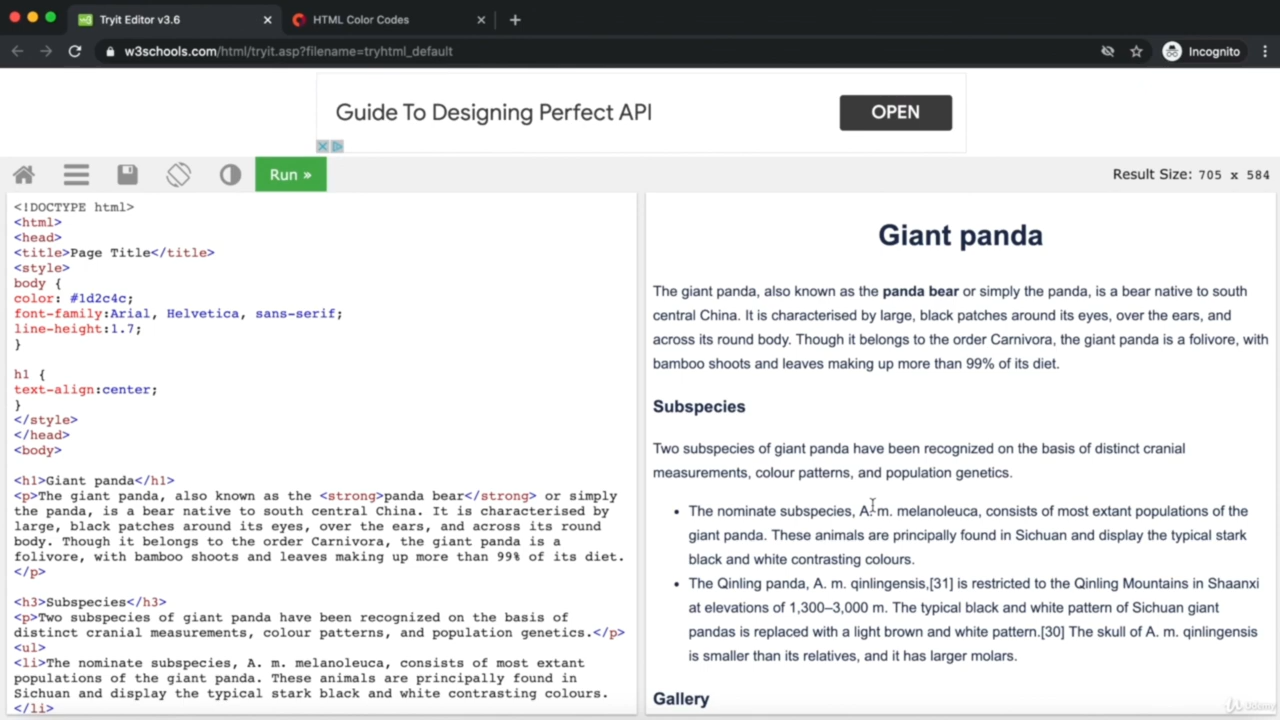 Tryit Editor v3.6
HTML Color Codes
w3schools.com/html/tryit.asp?filename=tryhtml_default
Incognito
Guide To Designing Perfect API
OPEN
Run »
Result Size: 705 x 584
<!DOCTYPE html>
<html>
<head>
<title>Page Title</title>
<style>
body {
color: #1d2c4c;
font-family:Arial, Helvetica, sans-serif;
line-height:1.7;
}
h1 {
text-align:center;
}
</style>
</head>
<body>
<h1>Giant panda</h1>
<p>The giant panda, also known as the <strong>panda bear</strong> or simply
the panda, is a bear native to south central China. It is characterised by
large, black patches around its eyes, over the ears, and across its round
body. Though it belongs to the order Carnivora, the giant panda is a
folivore, with bamboo shoots and leaves making up more than 99% of its diet.
</p>
<h3>Subspecies</h3>
<p>Two subspecies of giant panda have been recognized on the basis of
distinct cranial measurements, colour patterns, and population genetics.</p>
<ul>
<li>The nominate subspecies, A. m. melanoleuca, consists of most extant
populations of the giant panda. These animals are principally found in
Sichuan and display the typical stark black and white contrasting colours.
</li>
Giant panda
The giant panda, also known as the panda bear or simply the panda, is a bear native to south
central China. It is characterised by large, black patches around its eyes, over the ears, and
across its round body. Though it belongs to the order Carnivora, the giant panda is a folivore, with
bamboo shoots and leaves making up more than 99% of its diet.
Subspecies
Two subspecies of giant panda have been recognized on the basis of distinct cranial
measurements, colour patterns, and population genetics.
• The nominate subspecies, A. m. melanoleuca, consists of most extant populations of the
giant panda. These animals are principally found in Sichuan and display the typical stark
black and white contrasting colours.
• The Qinling panda, A. m. qinlingensis,[31] is restricted to the Qinling Mountains in Shaanxi
at elevations of 1,300–3,000 m. The typical black and white pattern of Sichuan giant
pandas is replaced with a light brown and white pattern.[30] The skull of A. m. qinlingensis
is smaller than its relatives, and it has larger molars.
Gallery
Udemy